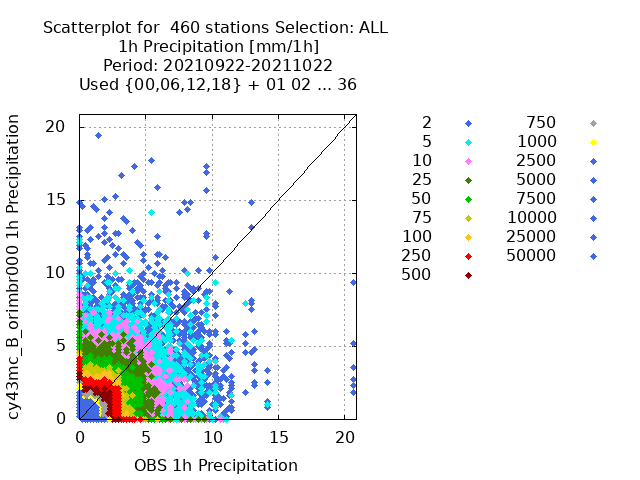 Scatterplot for  460 stations Selection: ALL
1h Precipitation [mm/1h]
Period: 20210922-20211022
Used {00,06,12,18} + 01 02 ... 36
cy43mc_B_orimbr000 1h Precipitation
20
15
10
5
0
0 5 10 15 20
OBS 1h Precipitation
2 750
5 1000
10 2500
25 5000
50 7500
75 10000
100 25000
250 50000
500